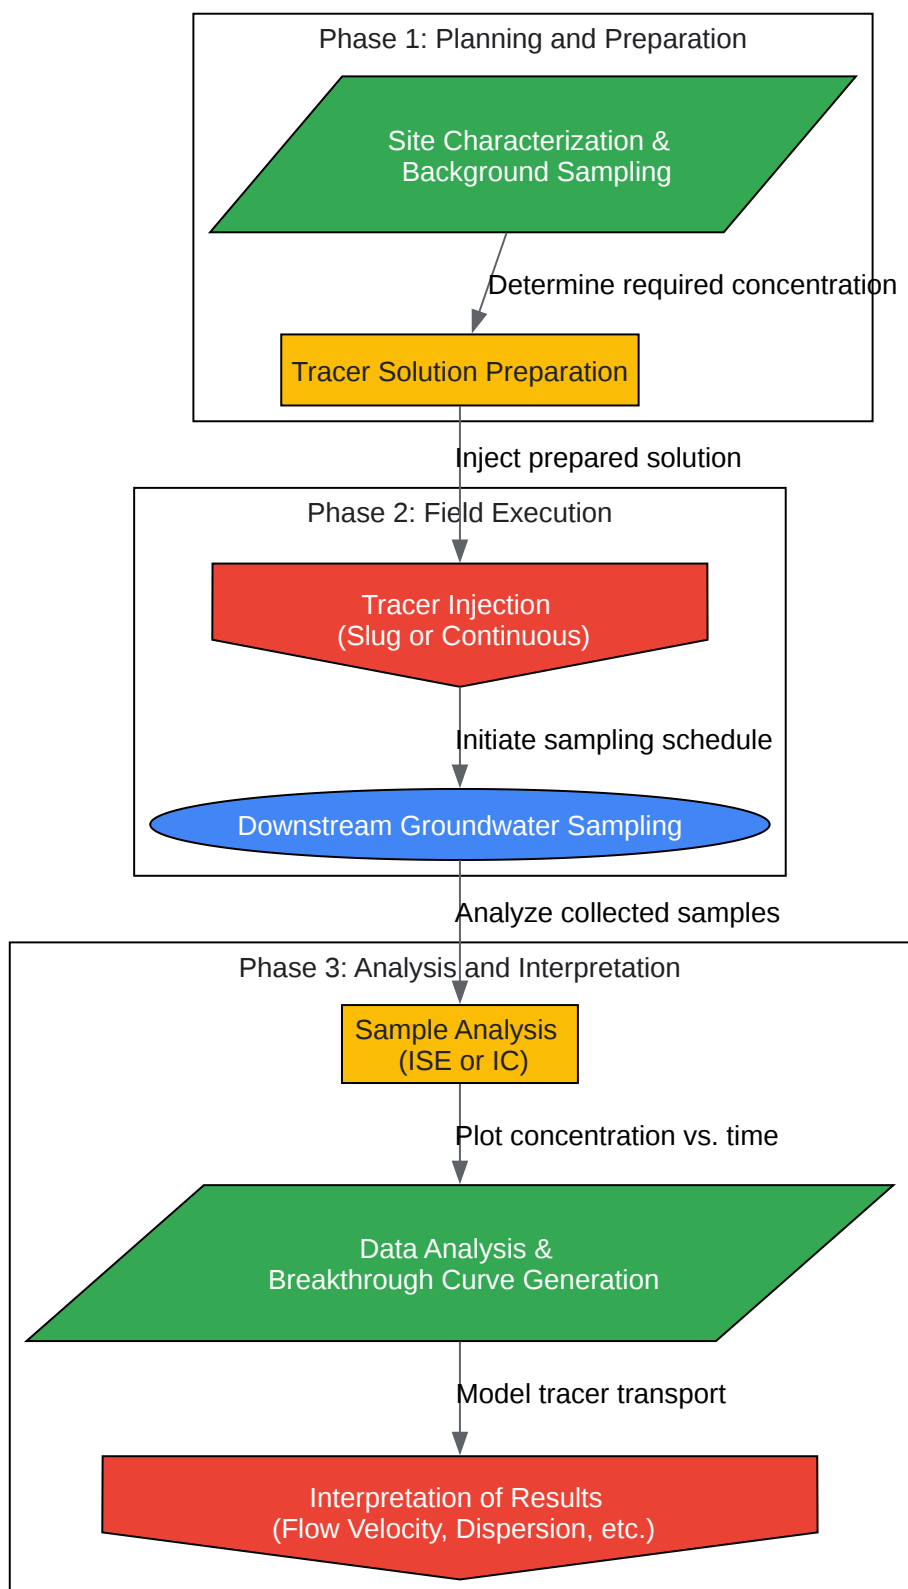 Phase 1: Planning and Preparation
Site Characterization &
Background Sampling
Determine required concentration
Tracer Solution Preparation
Inject prepared solution
Phase 2: Field Execution
Tracer Injection
(Slug or Continuous)
Initiate sampling schedule
Downstream Groundwater Sampling
Analyze collected samples
Phase 3: Analysis and Interpretation
Sample Analysis
(ISE or IC)
Plot concentration vs. time
Data Analysis &
Breakthrough Curve Generation
Model tracer transport
Interpretation of Results
(Flow Velocity, Dispersion, etc.)